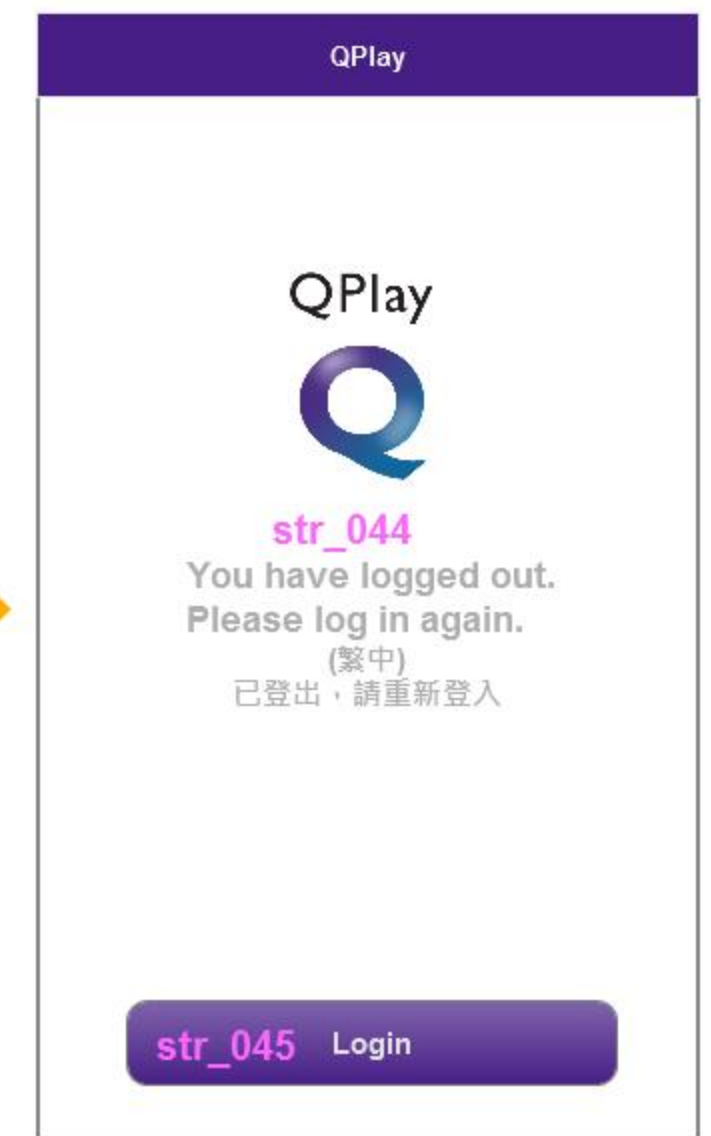 QPlay
QPlay
str_044
You have logged out.
Please log in again.
(繁中)
已登出，請重新登入
str_045 Login